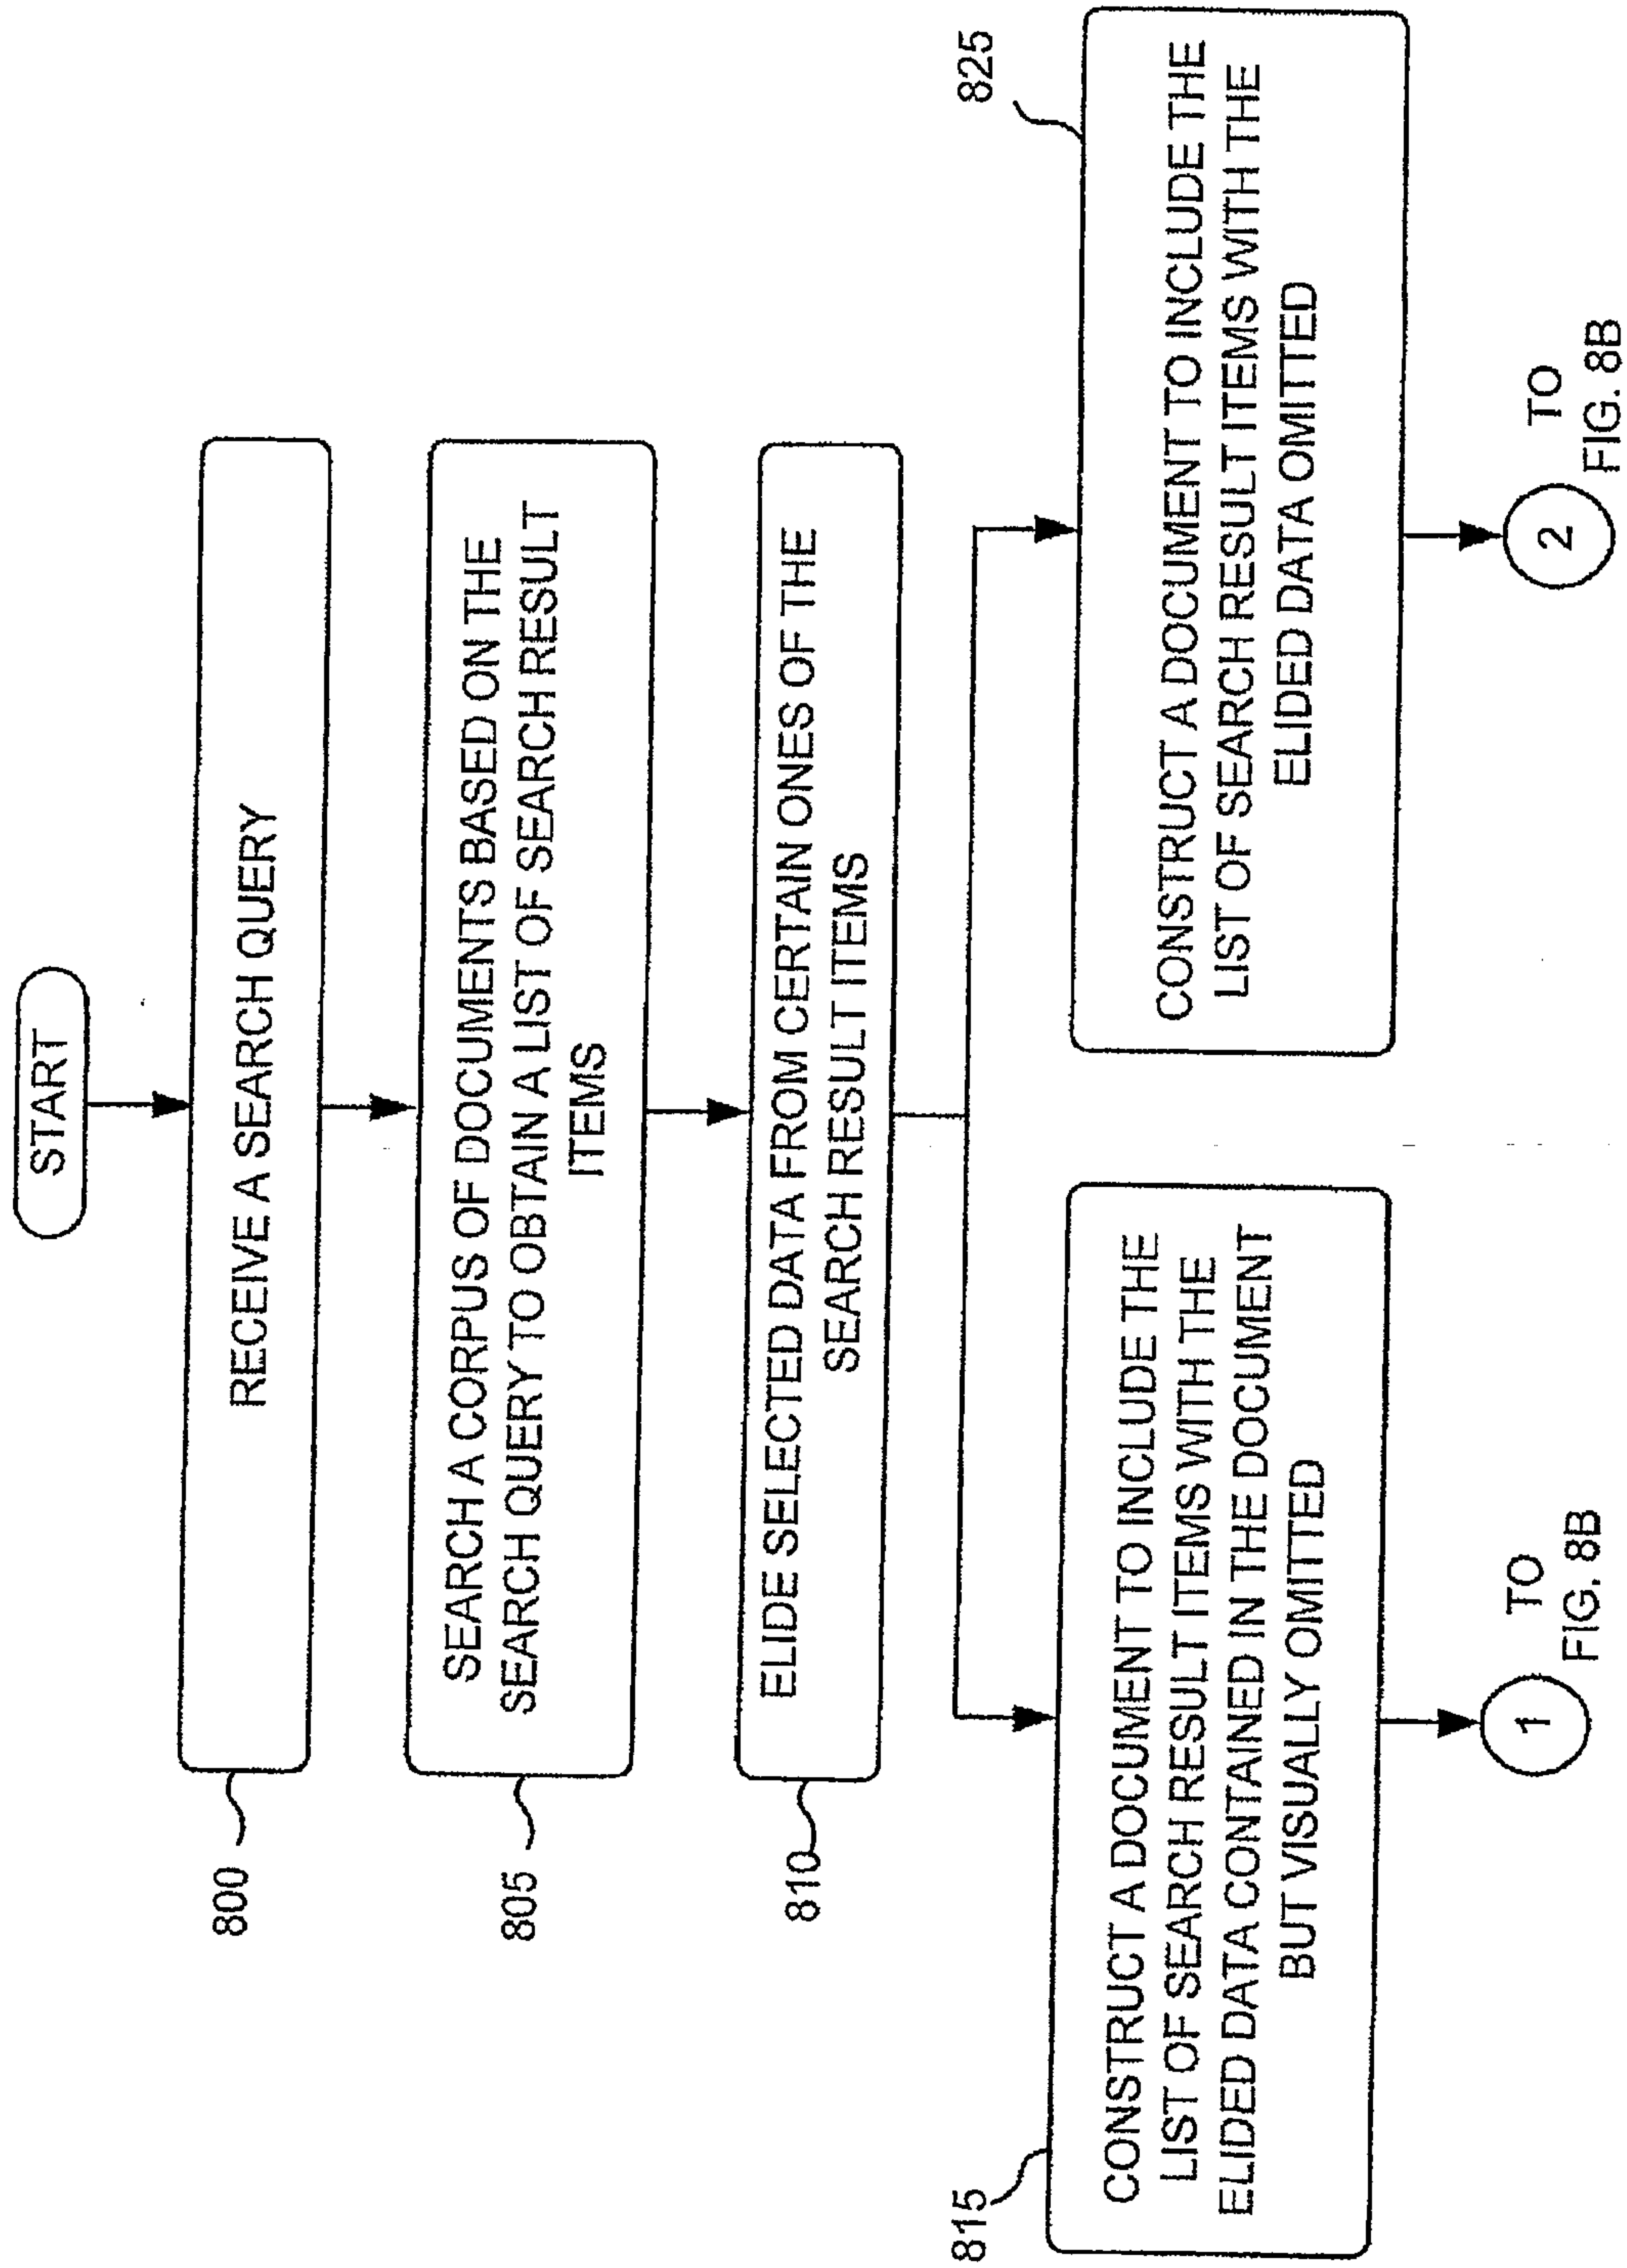 START
RECEIVE A SEARCH QUERY
800
SEARCH A CORPUS OF DOCUMENTS BASED ON THE
SEARCH QUERY TO OBTAIN A LIST OF SEARCH RESULT
ITEMS
805
ELIDE SELECTED DATA FROM CERTAIN ONES OF THE
SEARCH RESULT ITEMS
810
815
CONSTRUCT A DOCUMENT TO INCLUDE THE
LIST OF SEARCH RESULT ITEMS WITH THE
ELIDED DATA CONTAINED IN THE DOCUMENT
BUT VISUALLY OMITTED
1
TO
FIG. 8B
825
CONSTRUCT A DOCUMENT TO INCLUDE THE
LIST OF SEARCH RESULT ITEMS WITH THE
ELIDED DATA OMITTED
2
TO
FIG. 8B